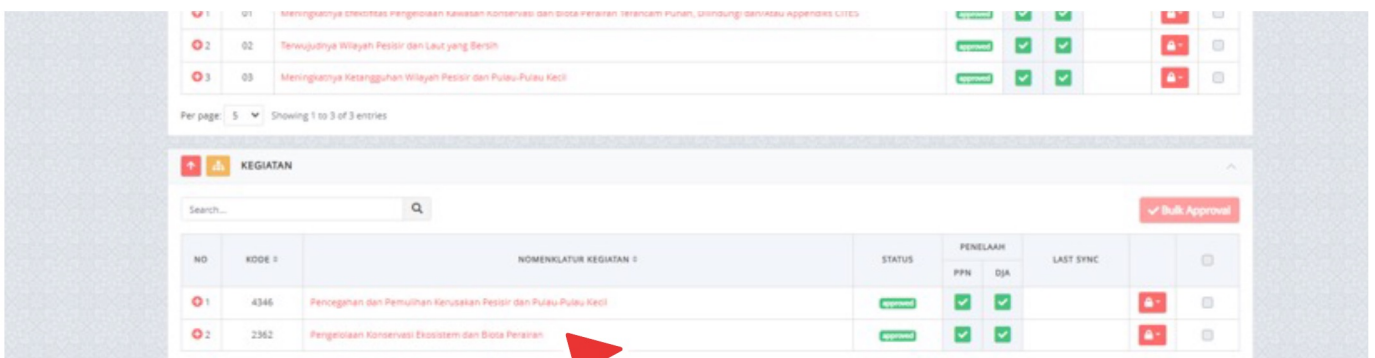 1 01 Meningkatnya Efektifitas Pengelolaan Kawasan Konservasi dan Biota Perairan Terancam Punah, Dilindungi dan/atau Appendies CITES approved
2 02 Terwujudnya Wilayah Pesisir dan Laut yang Bersih approved
3 03 Meningkatnya Ketangguhan Wilayah Pesisir dan Pulau-Pulau Kecil approved
Per page: 5 Showing 1 to 3 of 3 entries
KEGIATAN
Search...
Bulk Approval
NO KODE NOMENKLATUR KEGIATAN STATUS PENELAAH LAST SYNC
PPN DJA
1 4346 Pencegahan dan Pemulihan Kerusakan Pesisir dan Pulau-Pulau Kecil approved
2 2362 Pengelolaan Konservasi Ekosistem dan Biota Perairan approved